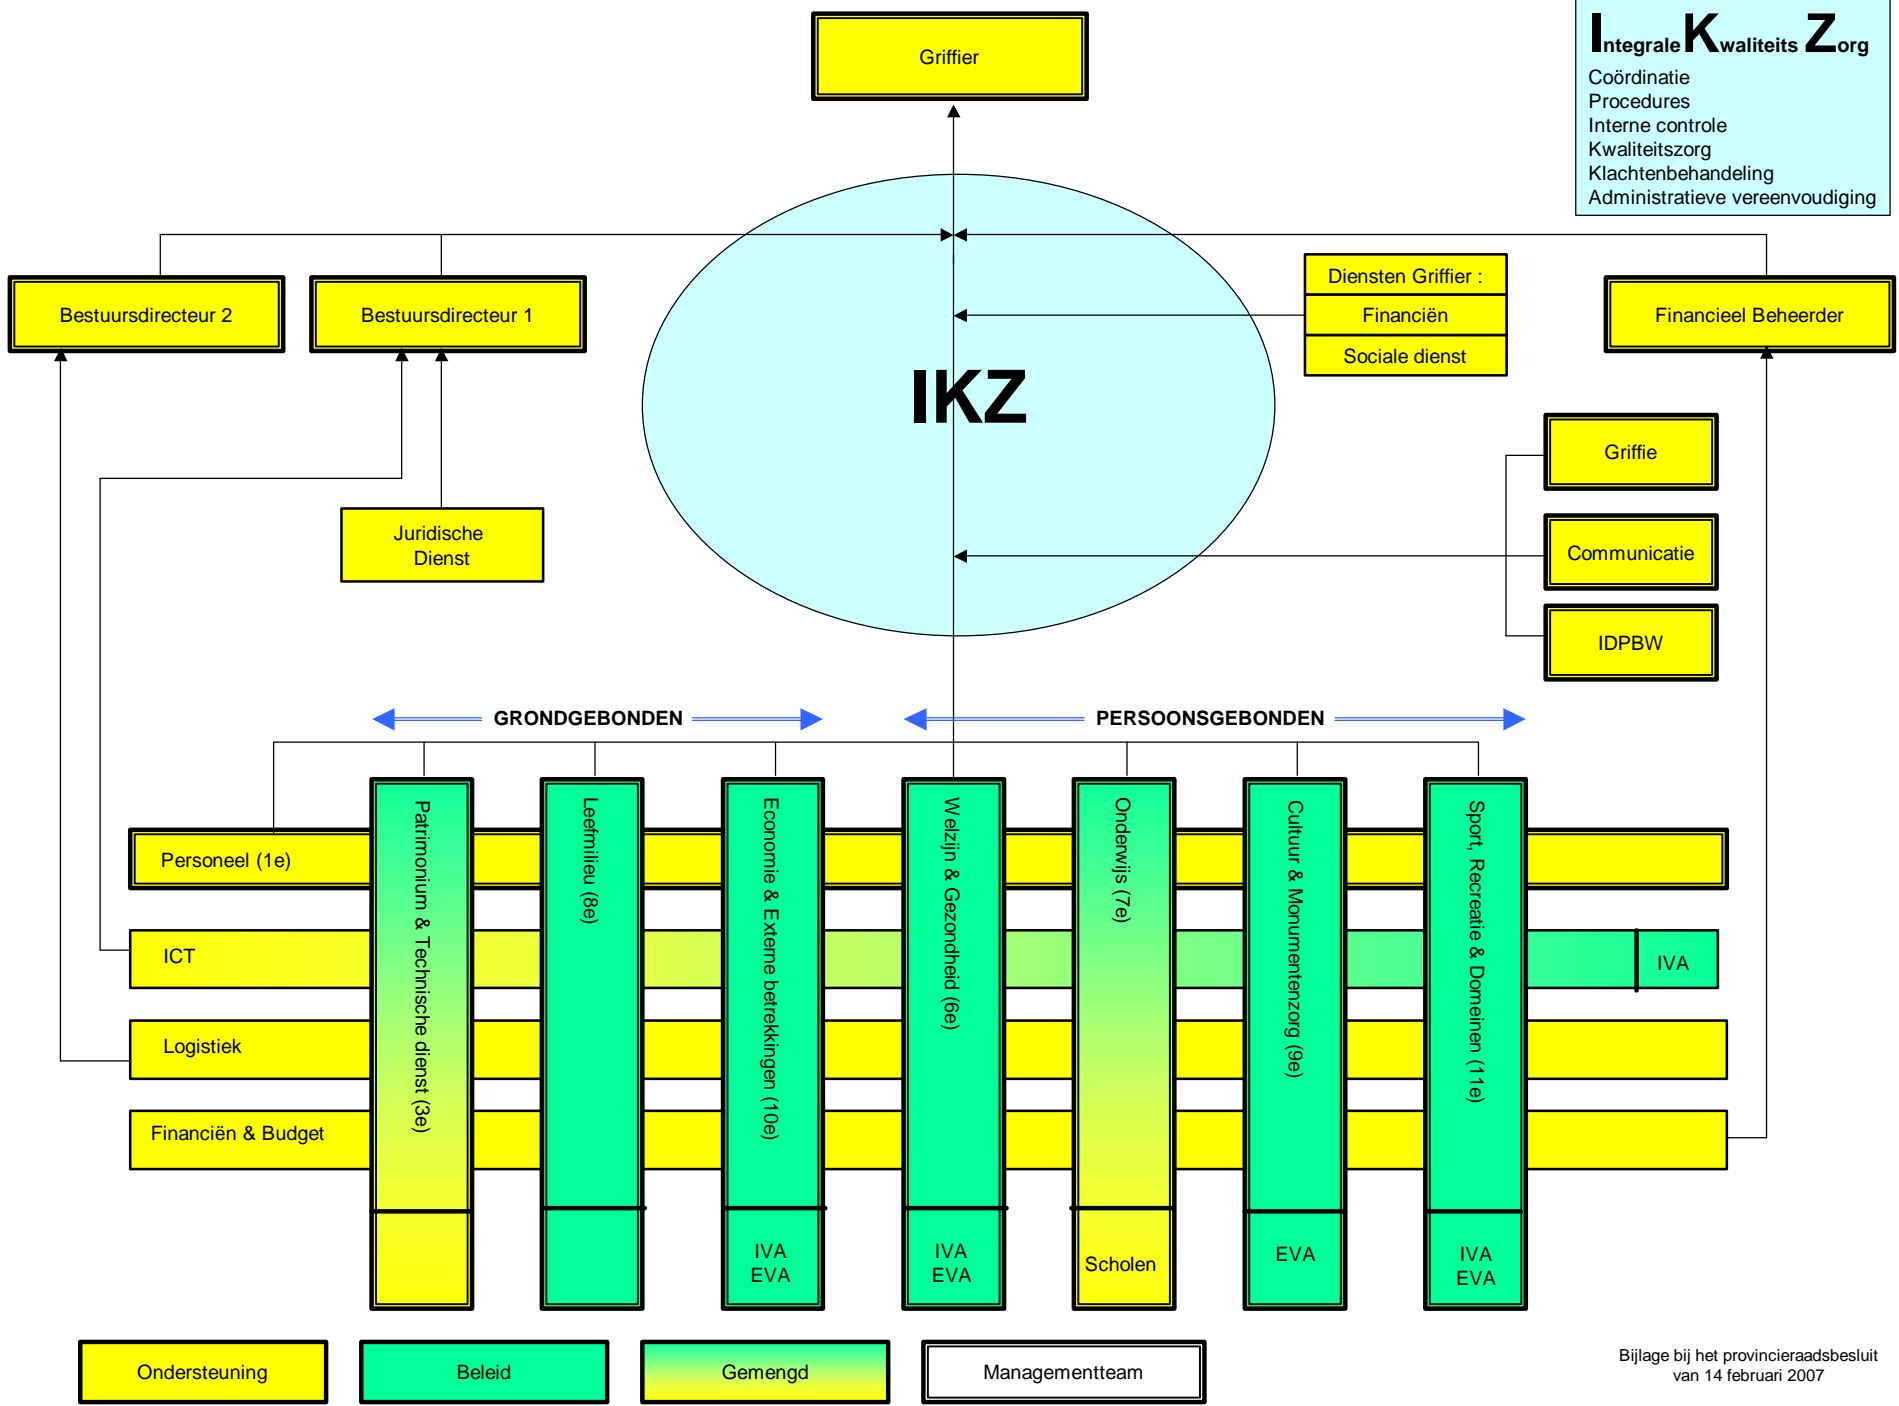 Griffier
Integrale Kwaliteits Zorg
Coördinatie
Procedures
Interne controle
Kwaliteitszorg
Klachtenbehandeling
Administratieve vereenvoudiging
Bestuursdirecteur 2
Bestuursdirecteur 1
Diensten Griffier :
Financiën
Sociale dienst
Financieel Beheerder
IKZ
Griffie
Juridische
Dienst
Communicatie
IDPBW
GRONDGEBONDEN
PERSOONSGEBONDEN
Patrimonium & Technische dienst (3e)
Leefmilieu (8e)
Economie & Externe betrekkingen (10e)
Welzijn & Gezondheid (6e)
Onderwijs (7e)
Cultuur & Monumentenzorg (9e)
Sport, Recreatie & Domeinen (11e)
Personeel (1e)
ICT
IVA
Logistiek
Financiën & Budget
IVA
EVA
IVA
EVA
Scholen
EVA
IVA
EVA
Ondersteuning
Beleid
Gemengd
Managementteam
Bijlage bij het provincieraadsbesluit
van 14 februari 2007